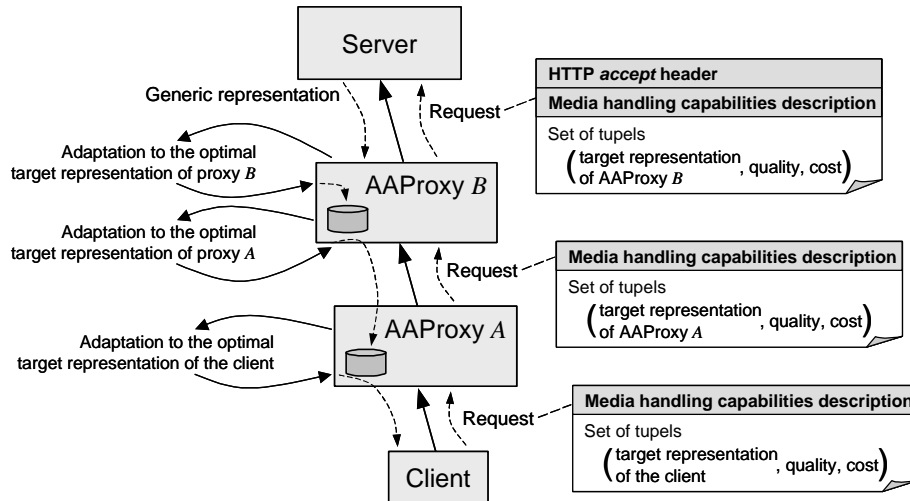 Server
Generic representation
Request
HTTP accept header
Media handling capabilities description
Set of tupels
(target representation
of AAProxy B
, quality, cost)
Adaptation to the optimal
target representation of proxy B
AAProxy B
Adaptation to the optimal
target representation of proxy A
Request
Media handling capabilities description
Set of tupels
(target representation
of AAProxy A
, quality, cost)
AAProxy A
Adaptation to the optimal
target representation of the client
Request
Media handling capabilities description
Set of tupels
(target representation
of the client
, quality, cost)
Client